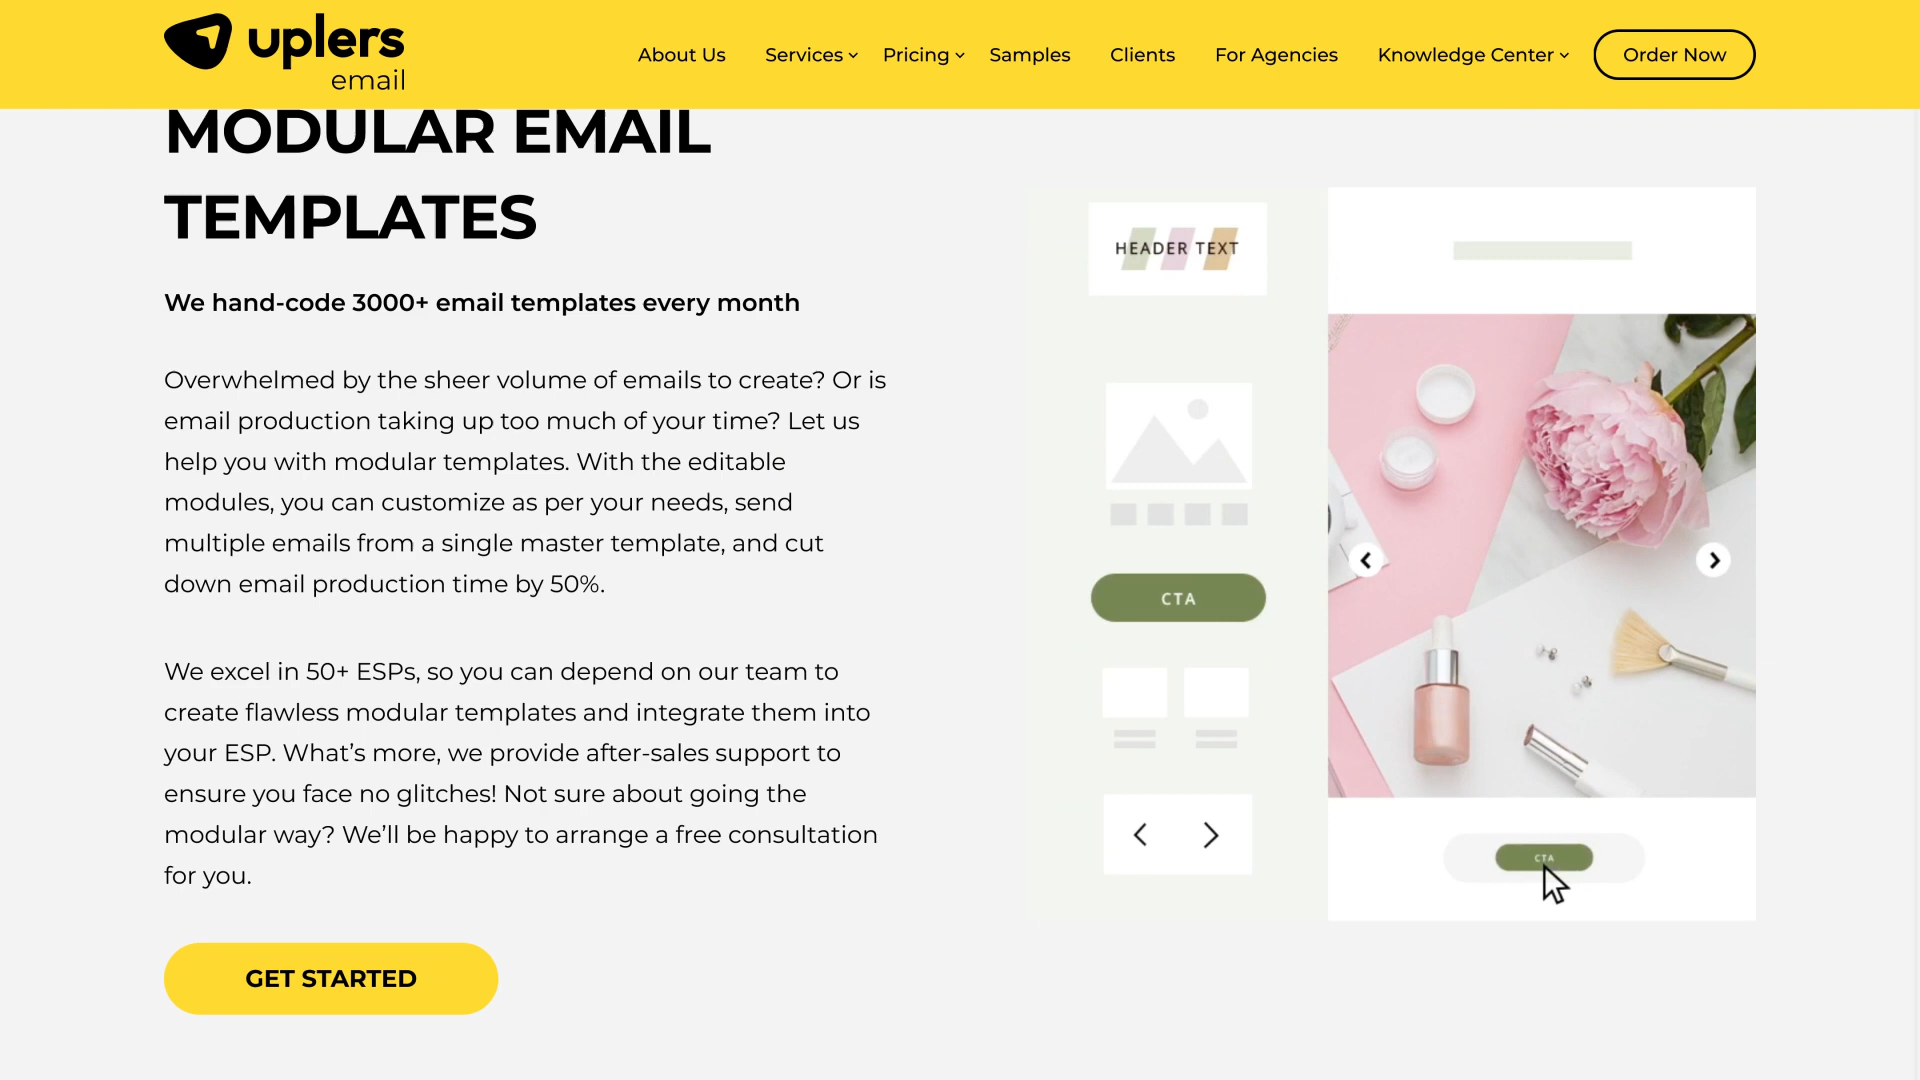 uplers
email
About Us Services Pricing Samples Clients For Agencies Knowledge Center Order Now
MODULAR EMAIL
TEMPLATES
We hand-code 3000+ email templates every month
Overwhelmed by the sheer volume of emails to create? Or is
email production taking up too much of your time? Let us
help you with modular templates. With the editable
modules, you can customize as per your needs, send
multiple emails from a single master template, and cut
down email production time by 50%.
We excel in 50+ ESPs, so you can depend on our team to
create flawless modular templates and integrate them into
your ESP. What’s more, we provide after-sales support to
ensure you face no glitches! Not sure about going the
modular way? We’ll be happy to arrange a free consultation
for you.
GET STARTED
HEADER TEXT
CTA
CTA